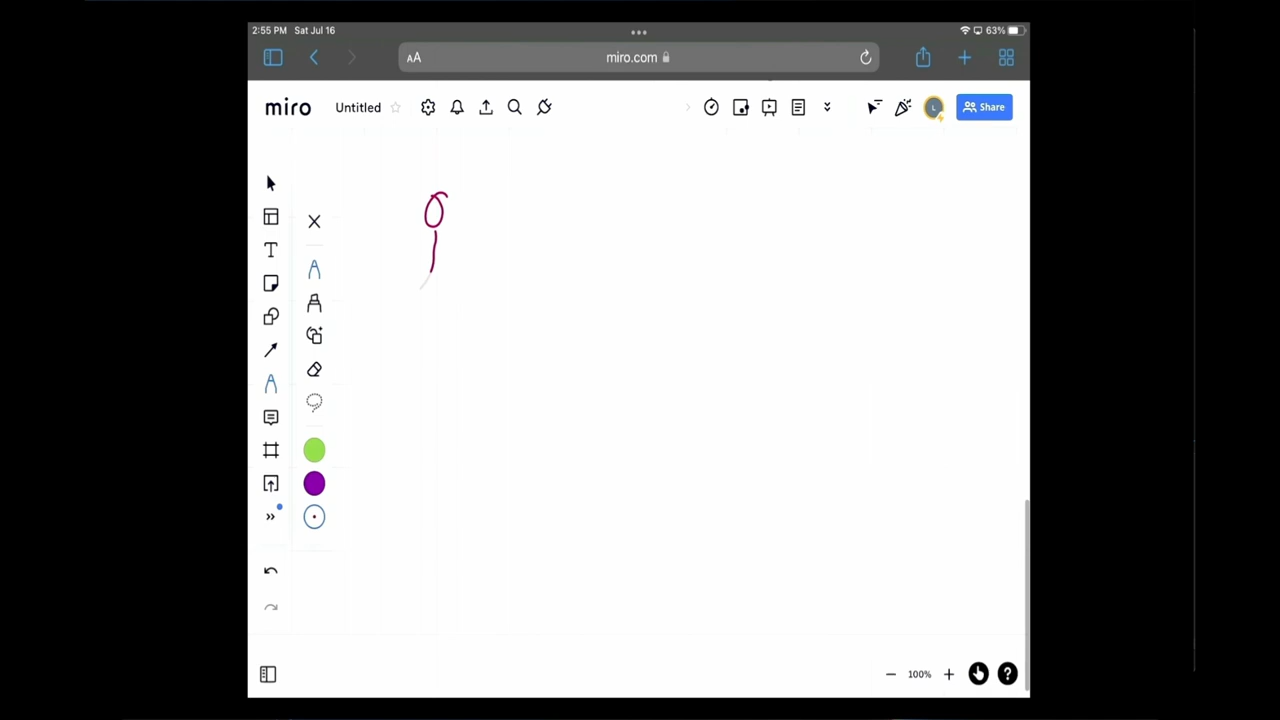 2:55 PM Sat Jul 16
63%
AA
miro.com
miro
Untitled
L
Share
T
100%
?